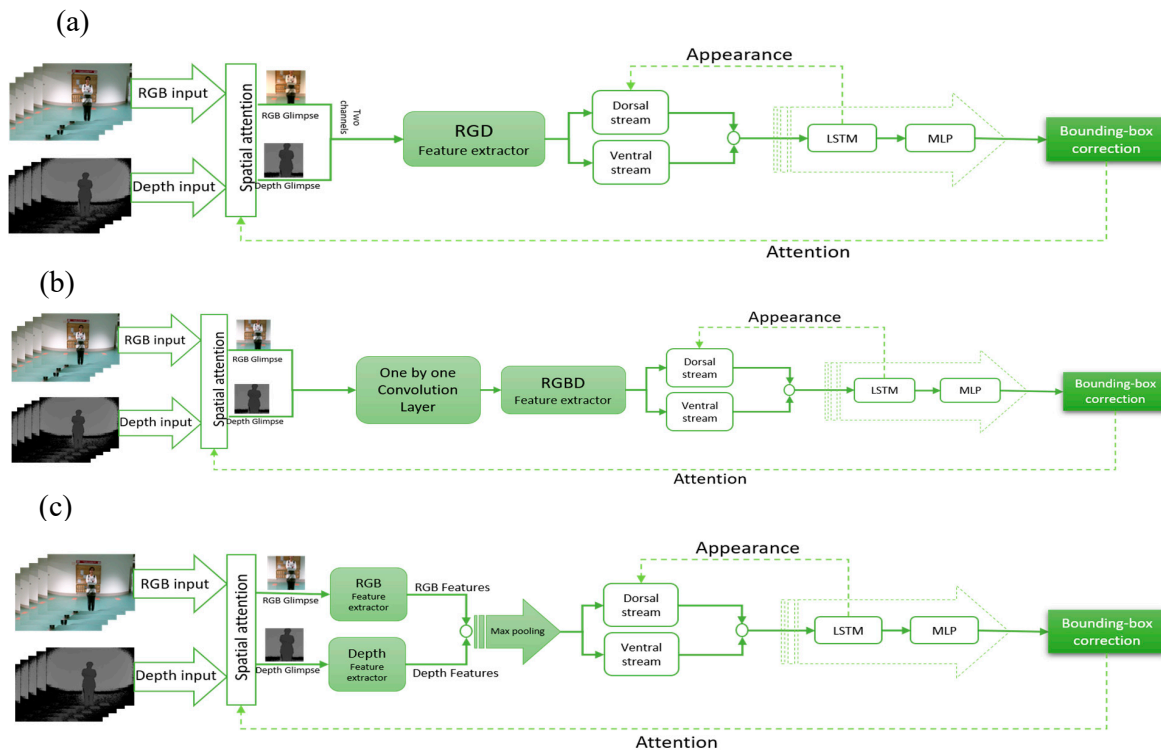 (a)
Appearance
RGB input
Spatial attention
RGB Glimpse
Two
channels
RGD
Feature extractor
Dorsal
stream
Ventral
stream
LSTM
MLP
Bounding-box
correction
Depth input
Depth Glimpse
Attention
(b)
Appearance
RGB input
Spatial attention
RGB Glimpse
One by one
Convolution
Layer
RGBD
Feature extractor
Dorsal
stream
Ventral
stream
LSTM
MLP
Bounding-box
correction
Depth input
Depth Glimpse
Attention
(c)
Appearance
RGB input
Spatial attention
RGB Glimpse
RGB
Feature
extractor
RGB Features
Max pooling
Dorsal
stream
Ventral
stream
LSTM
MLP
Bounding-box
correction
Depth input
Depth Glimpse
Depth
Feature
extractor
Depth Features
Attention